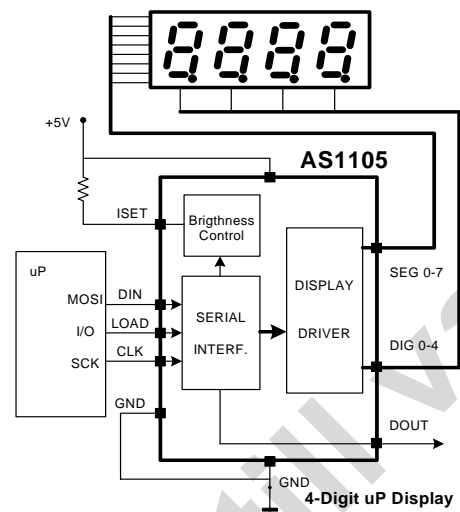 +5V
AS1105
ISET
Brigthness
Control
uP
MOSI
DIN
I/O
LOAD
SCK
CLK
SERIAL
INTERF.
DISPLAY
DRIVER
SEG 0-7
DIG 0-4
GND
DOUT
GND
4-Digit uP Display
till v